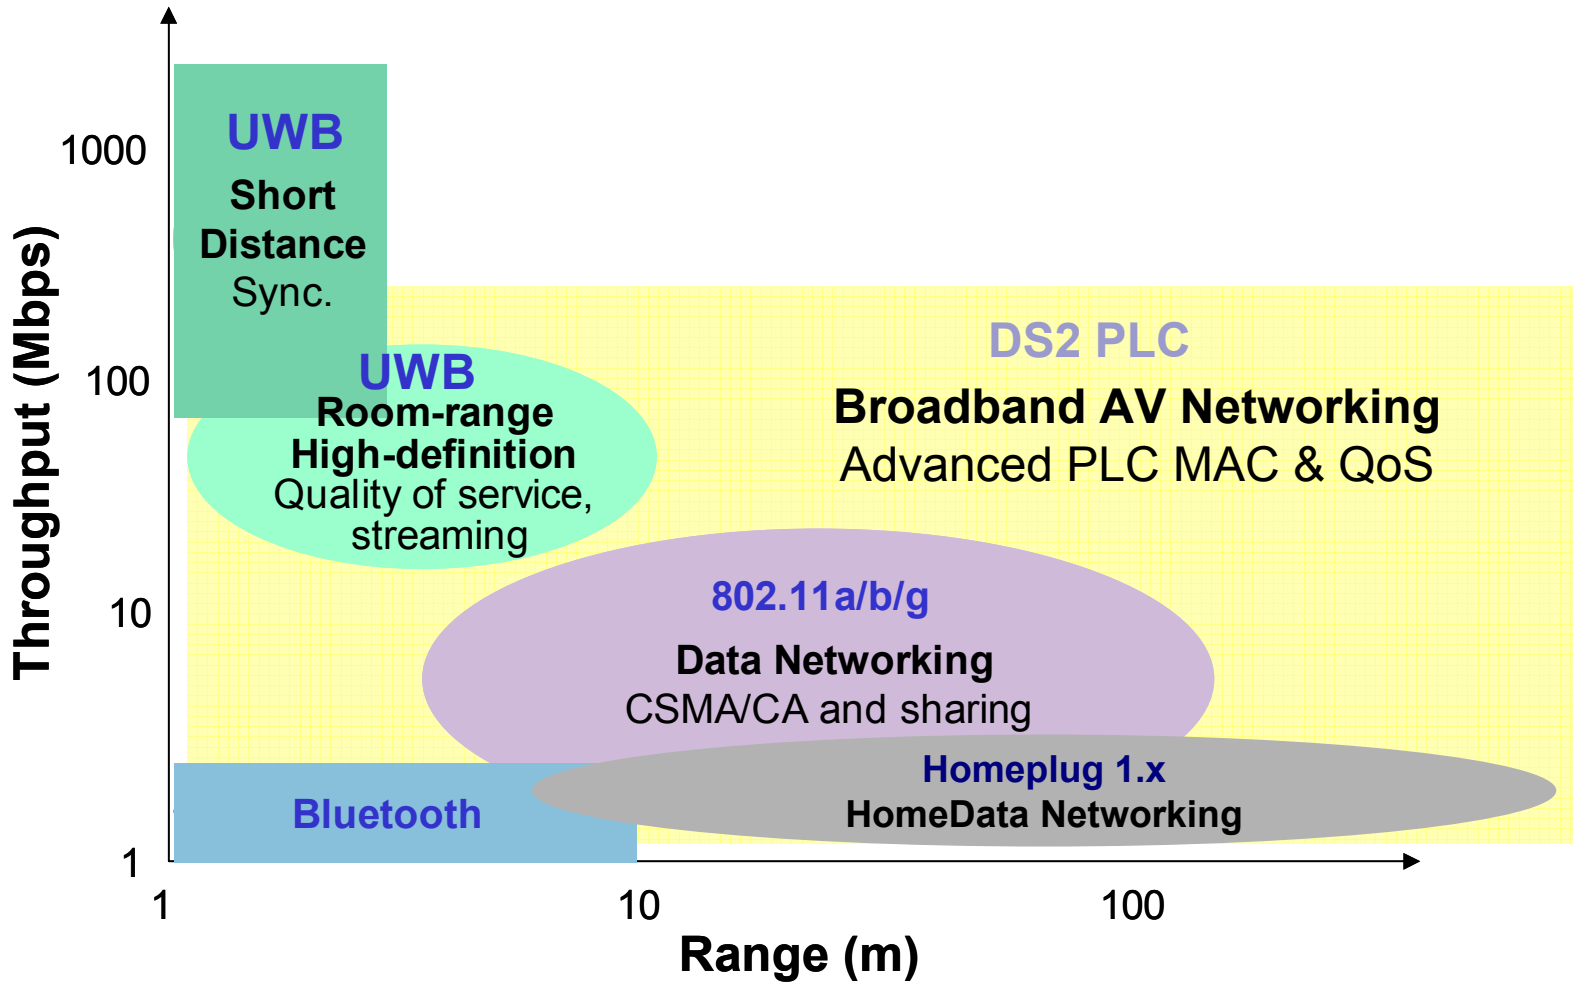 Throughput (Mbps)
1000
100
10
1
UWB
Short
Distance
Sync.
UWB
Room-range
High-definition
Quality of service,
streaming
DS2 PLC
Broadband AV Networking
Advanced PLC MAC & QoS
802.11a/b/g
Data Networking
CSMA/CA and sharing
Homeplug 1.x
HomeData Networking
Bluetooth
1
10
100
Range (m)